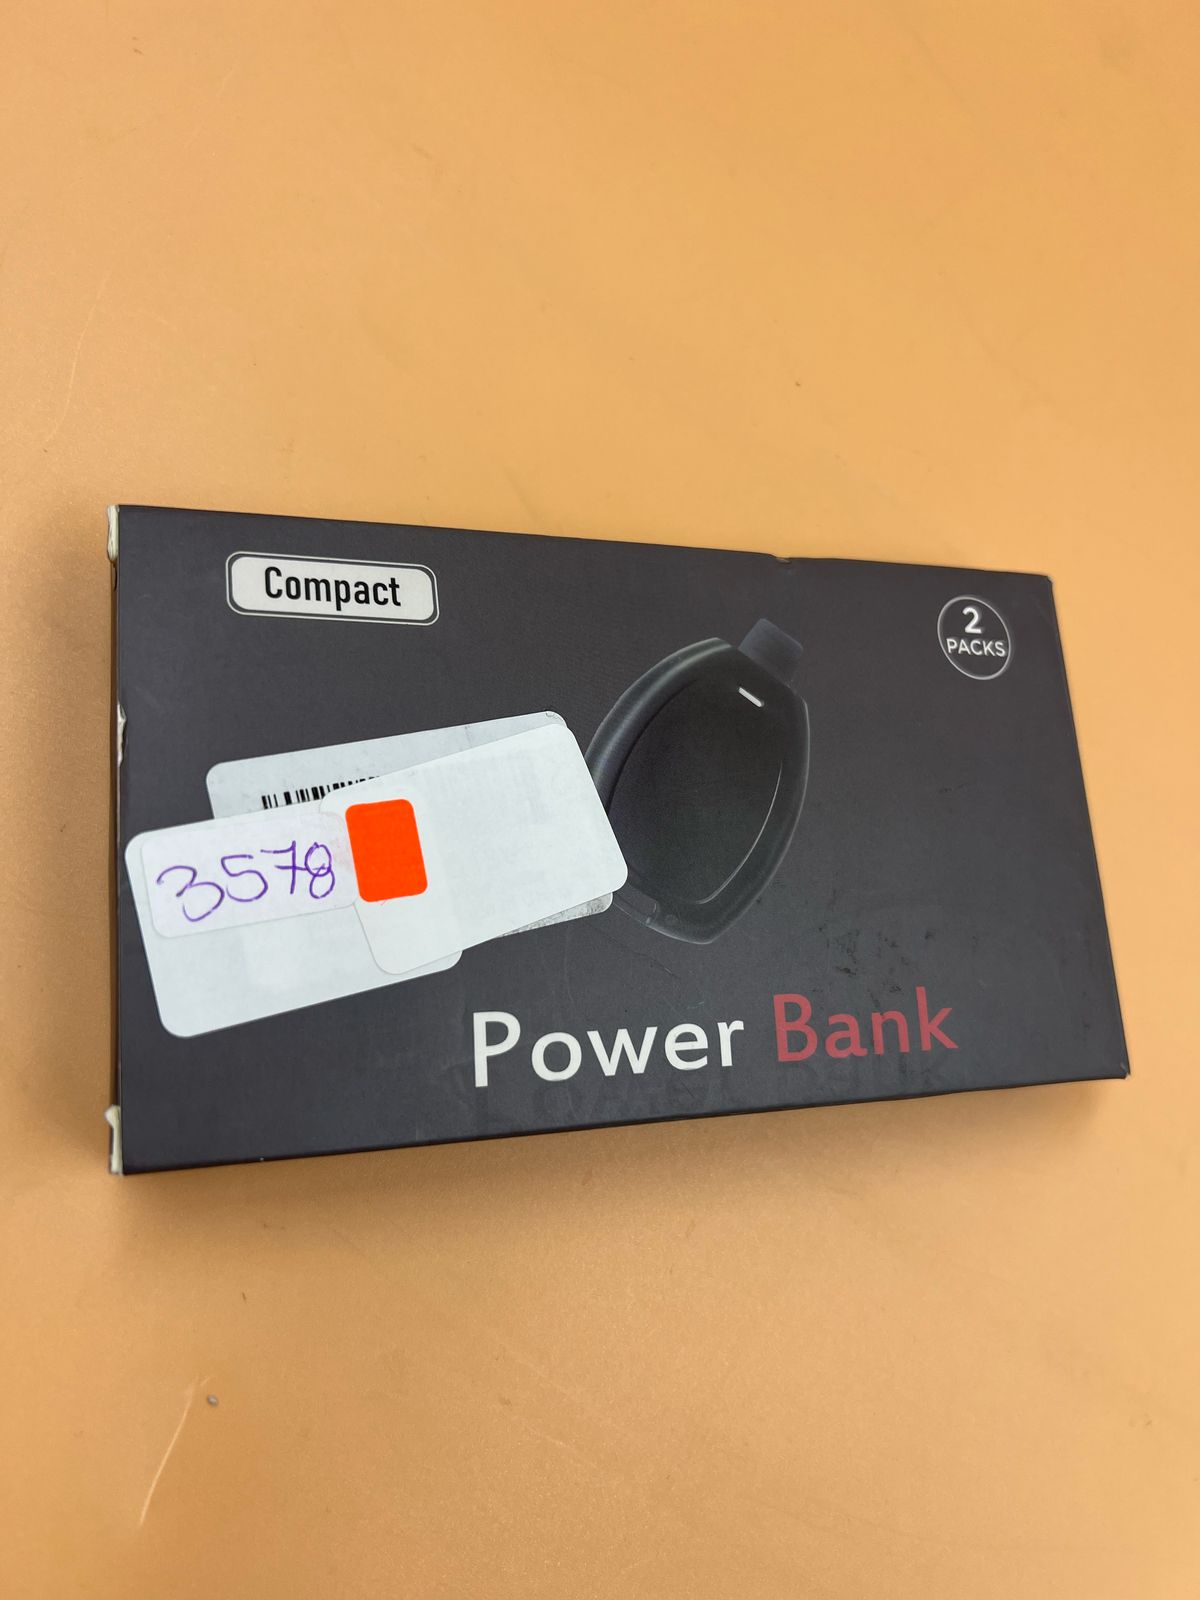 Compact
2
PACKS
3578
Power Bank